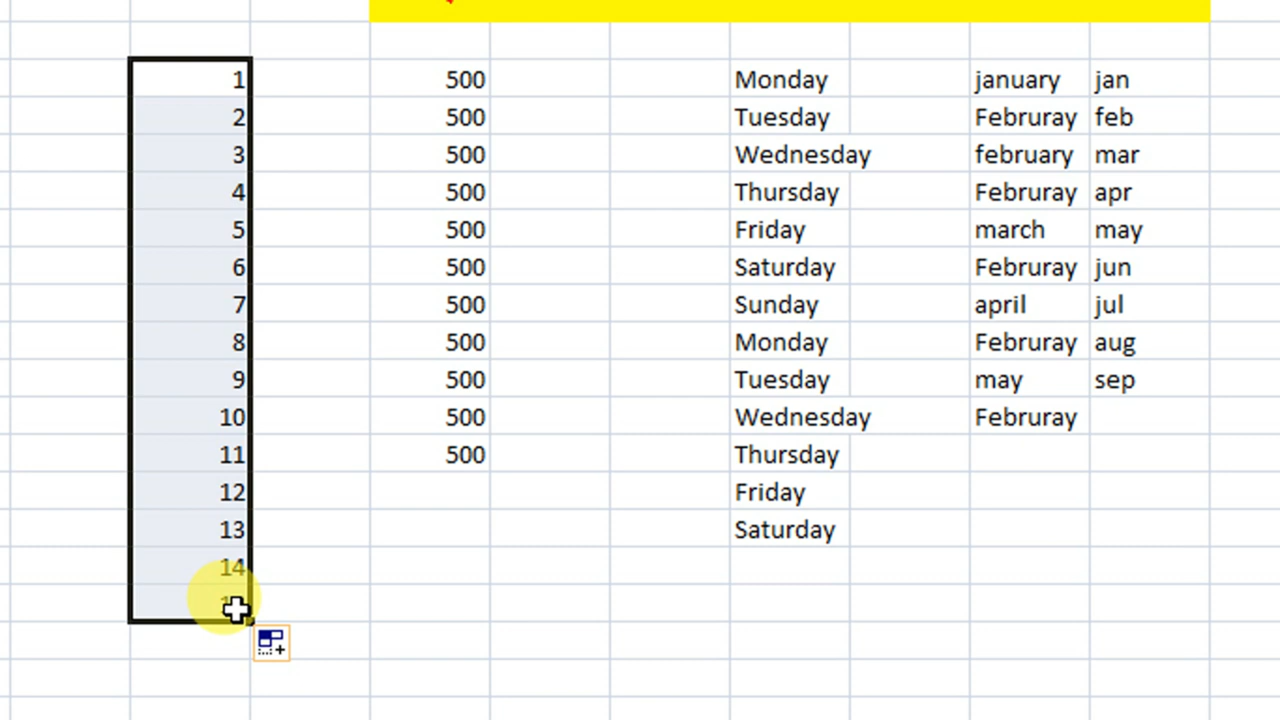 1 500 Monday january jan
2 500 Tuesday Februray feb
3 500 Wednesday february mar
4 500 Thursday Februray apr
5 500 Friday march may
6 500 Saturday Februray jun
7 500 Sunday april jul
8 500 Monday Februray aug
9 500 Tuesday may sep
10 500 Wednesday Februray
11 500 Thursday
12 Friday
13 Saturday
14